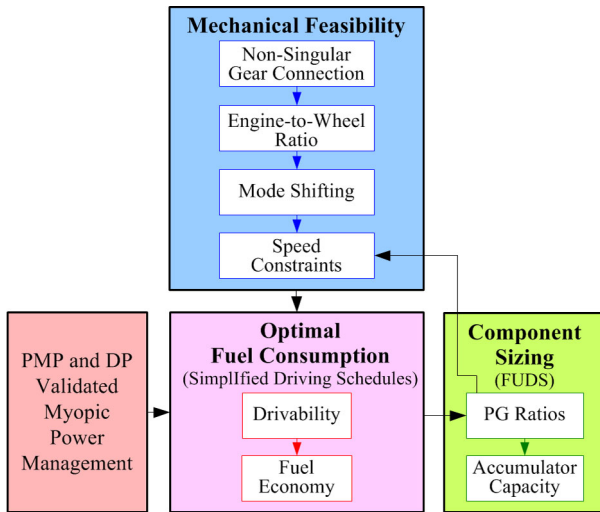 Mechanical Feasibility
Non-Singular
Gear Connection
Engine-to-Wheel
Ratio
Mode Shifting
Speed
Constraints
PMP and DP
Validated
Myopic
Power
Management
Optimal
Fuel Consumption
(SimplIfied Driving Schedules)
Drivability
Fuel
Economy
Component
Sizing
(FUDS)
PG Ratios
Accumulator
Capacity